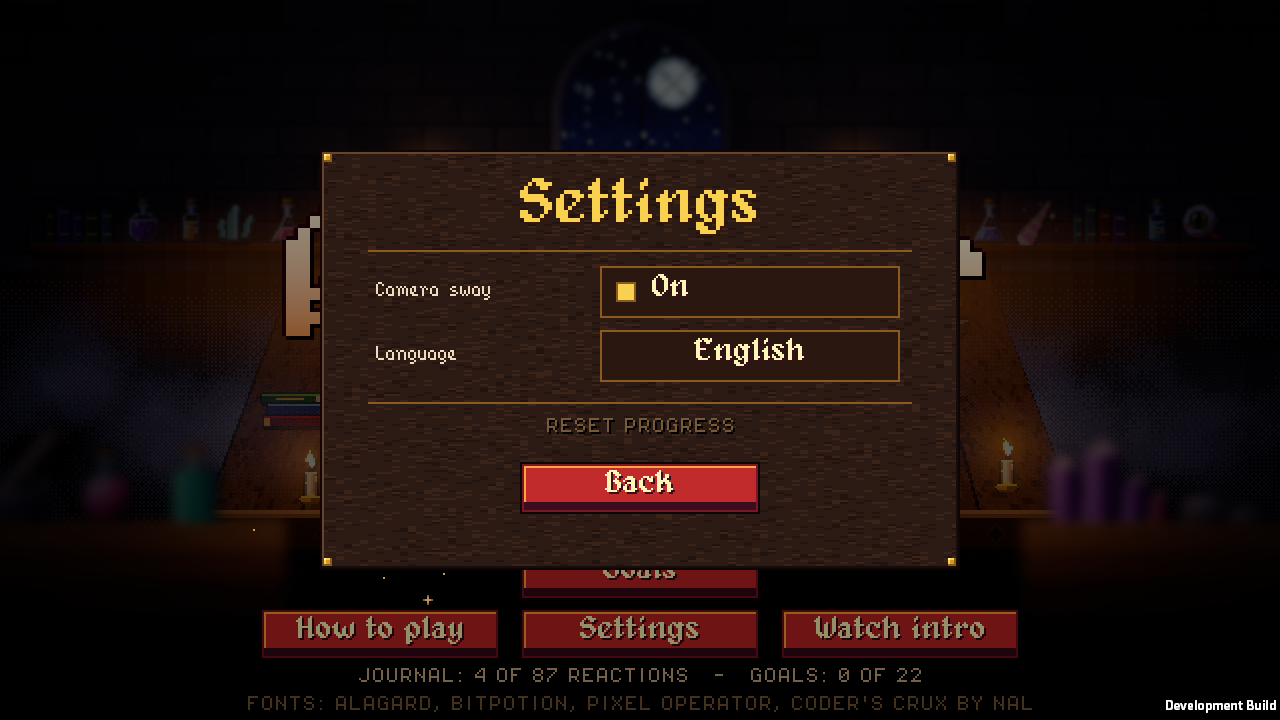 Settings
Camera sway
On
Language
English
RESET PROGRESS
Back
Goals
How to play
Settings
Watch intro
JOURNAL: 4 OF 87 REACTIONS - GOALS: 0 OF 22
FONTS: ALAGARD, BITPOTION, PIXEL OPERATOR, CODER'S CRUX BY NAL
Development Build